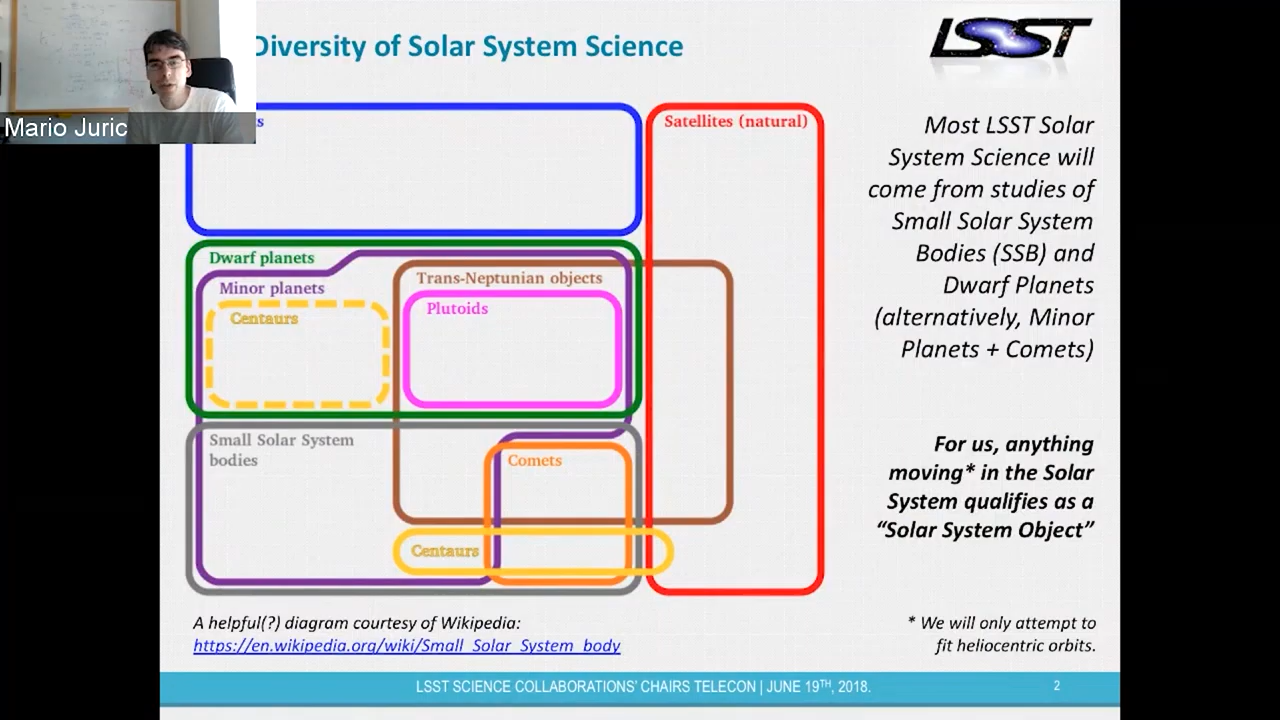 Mario Juric
Diversity of Solar System Science
LSST
s
Satellites (natural)
Dwarf planets
Minor planets
Centaurs
Trans-Neptunian objects
Plutoids
Small Solar System
bodies
Comets
Centaurs
Most LSST Solar
System Science will
come from studies of
Small Solar System
Bodies (SSB) and
Dwarf Planets
(alternatively, Minor
Planets + Comets)
For us, anything
moving* in the Solar
System qualifies as a
“Solar System Object”
A helpful(?) diagram courtesy of Wikipedia:
https://en.wikipedia.org/wiki/Small_Solar_System_body
* We will only attempt to
fit heliocentric orbits.
LSST SCIENCE COLLABORATIONS’ CHAIRS TELECON | JUNE 19TH, 2018.
2